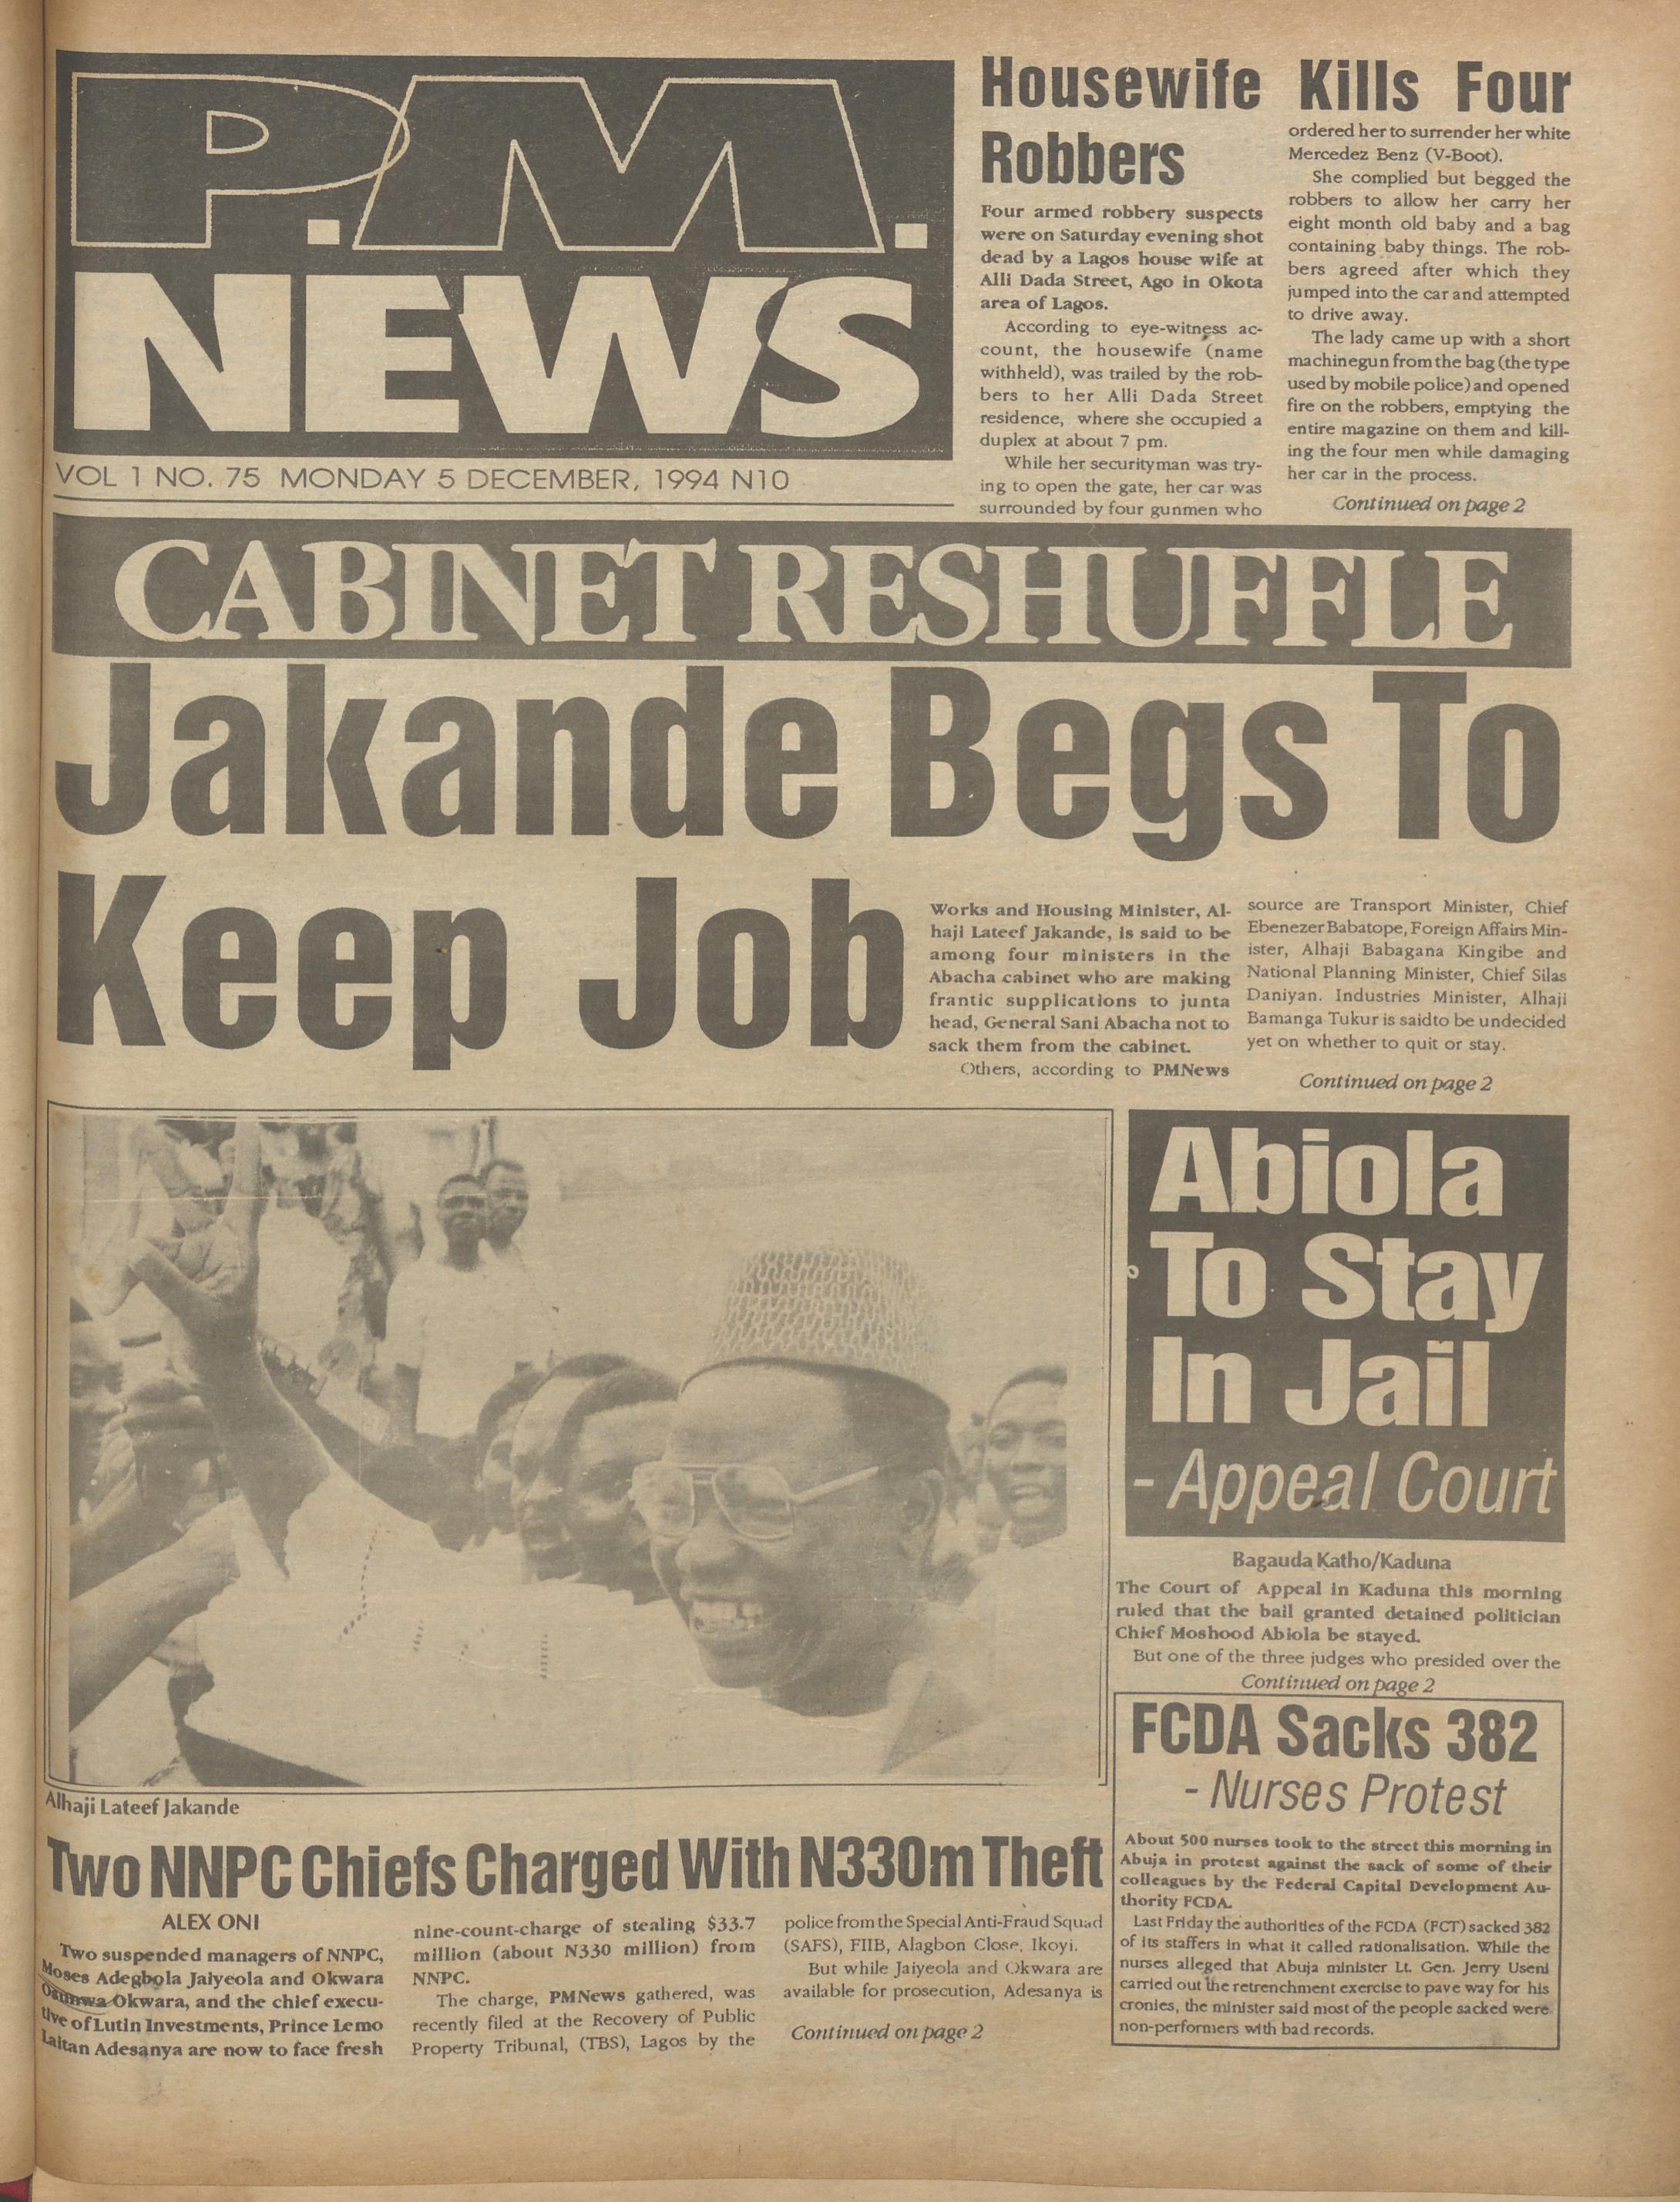 P.M.
NEWS
VOL 1 NO. 75 MONDAY 5 DECEMBER, 1994 N10
Housewife Kills Four
Robbers
Four armed robbery suspects
were on Saturday evening shot
dead by a Lagos house wife at
Alli Dada Street, Ago in Okota
area of Lagos.
According to eye-witness ac-
count, the housewife (name
withheld), was trailed by the rob-
bers to her Alli Dada Street
residence, where she occupied a
duplex at about 7 pm.
While her securityman was try-
ing to open the gate, her car was
surrounded by four gunmen who
ordered her to surrender her white
Mercedez Benz (V-Boot).
She complied but begged the
robbers to allow her carry her
eight month old baby and a bag
containing baby things. The rob-
bers agreed after which they
jumped into the car and attempted
to drive away.
The lady came up with a short
machinegun from the bag (the type
used by mobile police) and opened
fire on the robbers, emptying the
entire magazine on them and kill-
ing the four men while damaging
her car in the process.
Continued on page 2
CABINET RESHUFFLE
Jakande Begs To
Keep Job
Works and Housing Minister, Al-
haji Lateef Jakande, is said to be
among four ministers in the
Abacha cabinet who are making
frantic supplications to junta
head, General Sani Abacha not to
sack them from the cabinet.
Others, according to PMNews
source are Transport Minister, Chief
Ebenezer Babatope, Foreign Affairs Min-
ister, Alhaji Babagana Kingibe and
National Planning Minister, Chief Silas
Daniyan. Industries Minister, Alhaji
Bamanga Tukur is saidto be undecided
yet on whether to quit or stay.
Continued on page 2
Alhaji Lateef Jakande
Abiola
To Stay
In Jail
- Appeal Court
Bagauda Katho/Kaduna
The Court of Appeal in Kaduna this morning
ruled that the bail granted detained politician
Chief Moshood Abiola be stayed.
But one of the three judges who presided over the
Continued on page 2
FCDA Sacks 382
- Nurses Protest
About 500 nurses took to the street this morning in
Abuja in protest against the sack of some of their
colleagues by the Federal Capital Development Au-
thority FCDA.
Last Friday the authorities of the FCDA (FCT) sacked 382
of its staffers in what it called rationalisation. While the
nurses alleged that Abuja minister Lt. Gen. Jerry Useni
carried out the retrenchment exercise to pave way for his
cronies, the minister said most of the people sacked were
non-performers with bad records.
Two NNPC Chiefs Charged With N330m Theft
ALEX ONI
Two suspended managers of NNPC,
Moses Adegbola Jaiyeola and Okwara
Osumwa Okwara, and the chief execu-
tive of Lutin Investments, Prince Lemo
Laitan Adesanya are now to face fresh
nine-count-charge of stealing $33.7
million (about N330 million) from
NNPC.
The charge, PMNews gathered, was
recently filed at the Recovery of Public
Property Tribunal, (TBS), Lagos by the
police from the Special Anti-Fraud Squad
(SAFS), FIIB, Alagbon Close, Ikoyi.
But while Jaiyeola and Okwara are
available for prosecution, Adesanya is
Continued on page 2